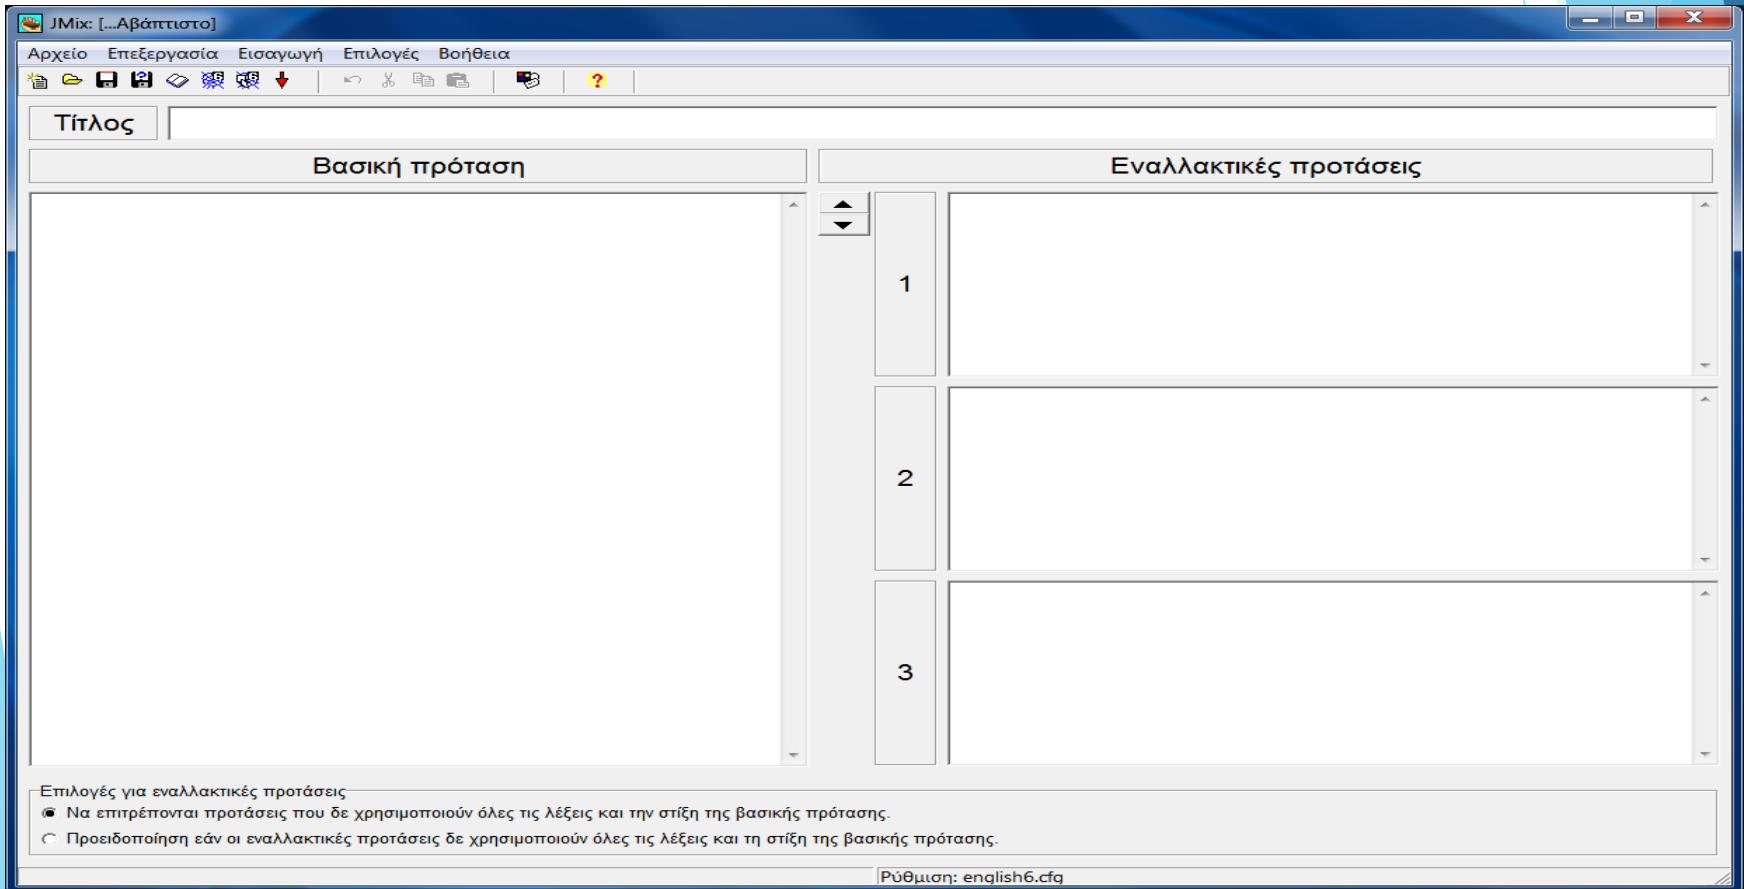 JMix: [...Αβάπτιστο]
Αρχείο Επεξεργασία Εισαγωγή Επιλογές Βοήθεια
Τίτλος
Βασική πρόταση Εναλλακτικές προτάσεις
1
2
3
Επιλογές για εναλλακτικές προτάσεις
Να επιτρέπονται προτάσεις που δε χρησιμοποιούν όλες τις λέξεις και την στίξη της βασικής πρότασης.
Προειδοποίηση εάν οι εναλλακτικές προτάσεις δε χρησιμοποιούν όλες τις λέξεις και τη στίξη της βασικής πρότασης.
Ρύθμιση: english6.cfg